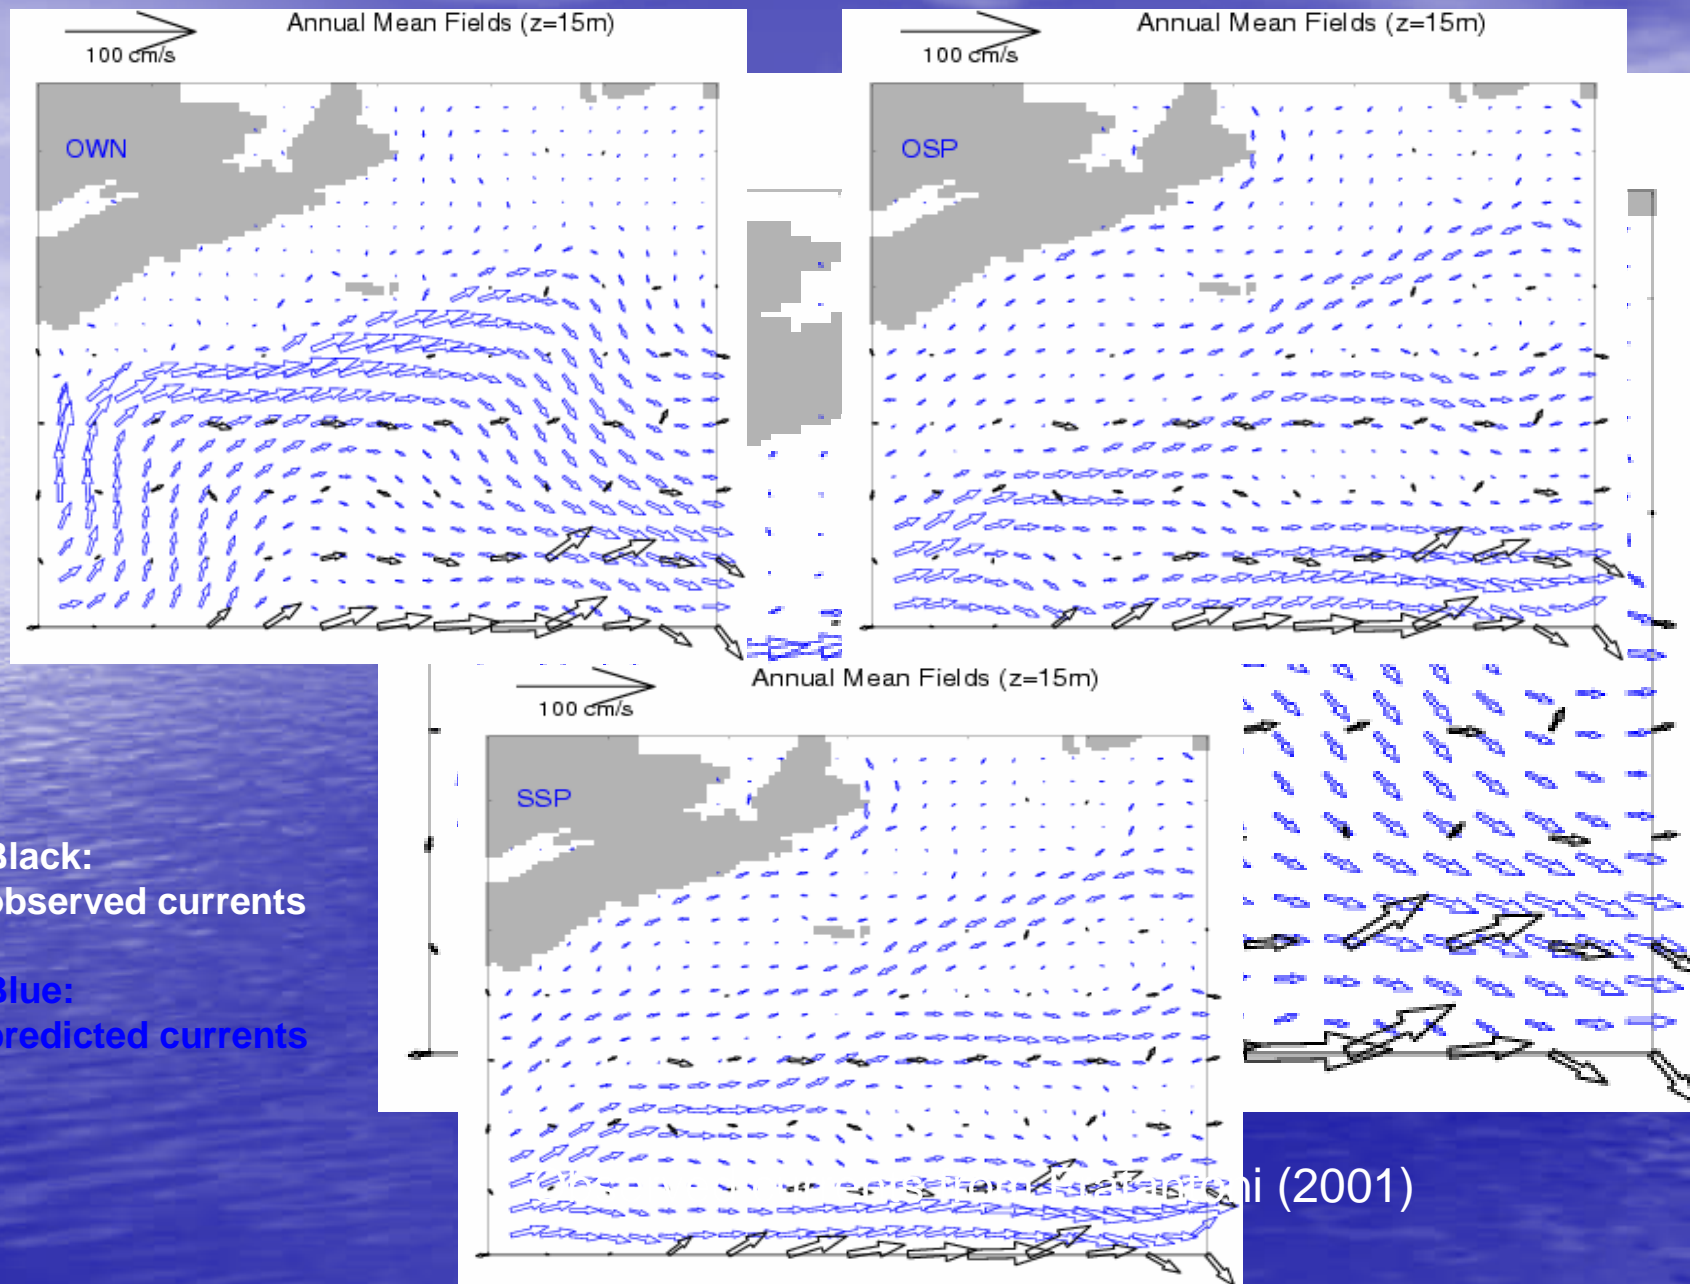 Annual Mean Fields (z=15m)
100 cm/s
OWN
Annual Mean Fields (z=15m)
100 cm/s
OSP
Annual Mean Fields (z=15m)
100 cm/s
SSP
Black:
observed currents
Blue:
predicted currents
(2001)